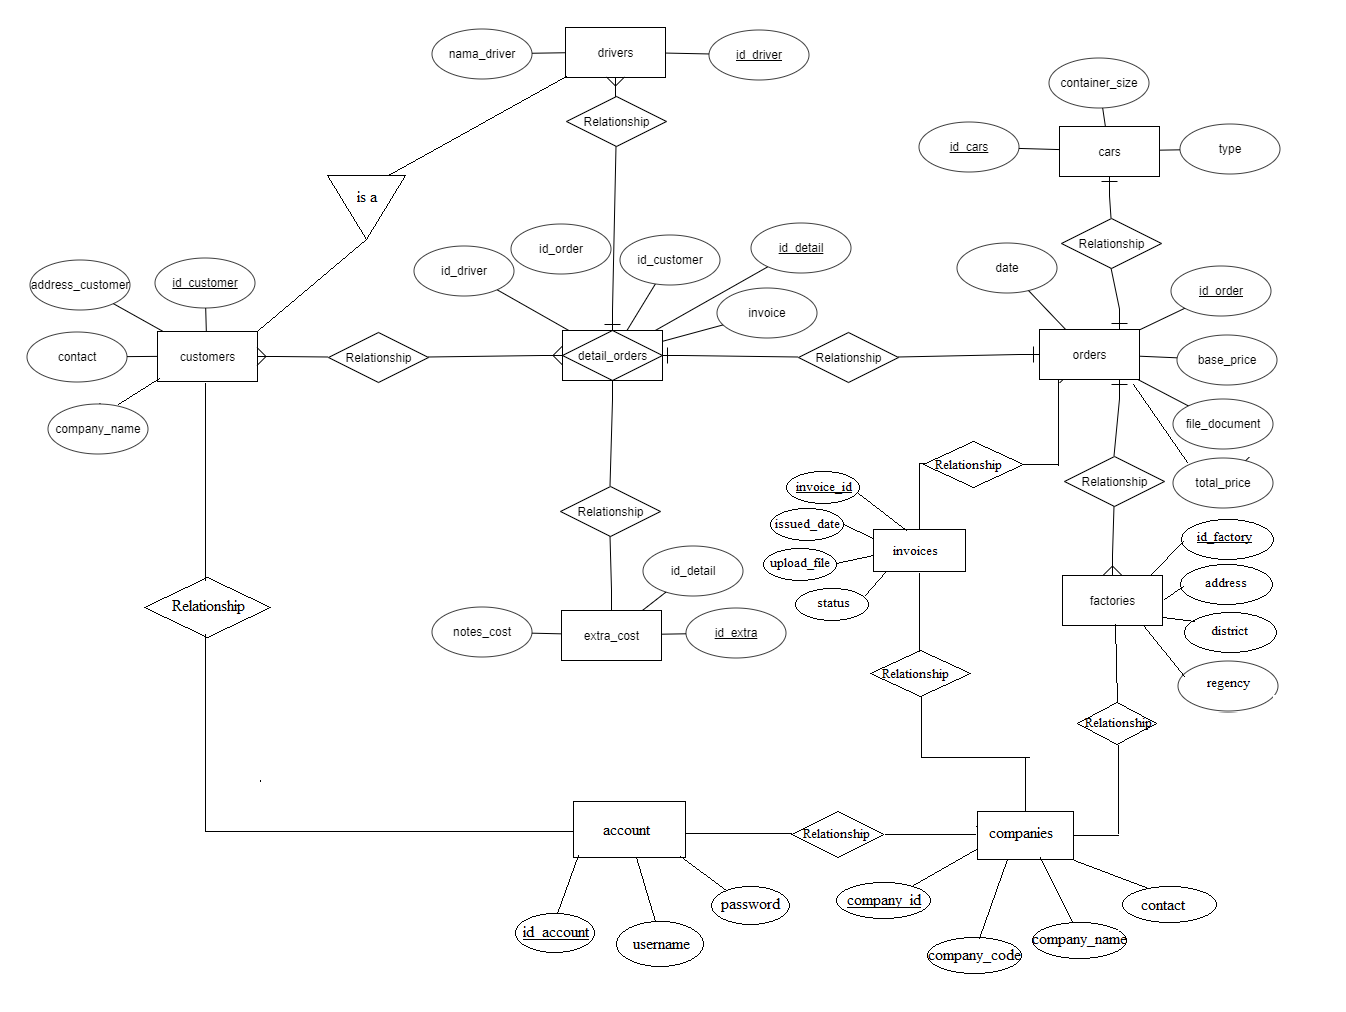 nama_driver
drivers
id_driver
container_size
Relationship
id_cars
cars
type
is a
id_order
id_customer
id_detail
id_driver
date
Relationship
address_customer
id_customer
invoice
id_order
contact
customers
Relationship
detail_orders
Relationship
orders
base_price
company_name
file_document
Relationship
Relationship
total_price
invoice_id
Relationship
issued_date
id_factory
invoices
upload_file
id_detail
address
status
factories
Relationship
notes_cost
extra_cost
id_extra
district
Relationship
regency
Relationship
account
Relationship
companies
password
company_id
contact
id_account
username
company_code
company_name